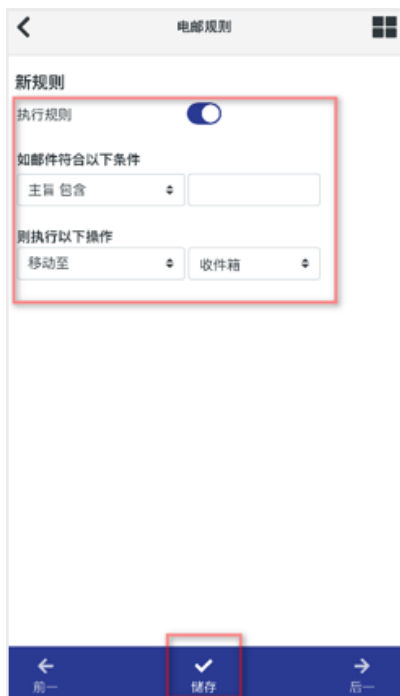 电邮规则
新规则
执行规则
如邮件符合以下条件
主旨 包含
则执行以下操作
移动至 收件箱
前一 储存 后一